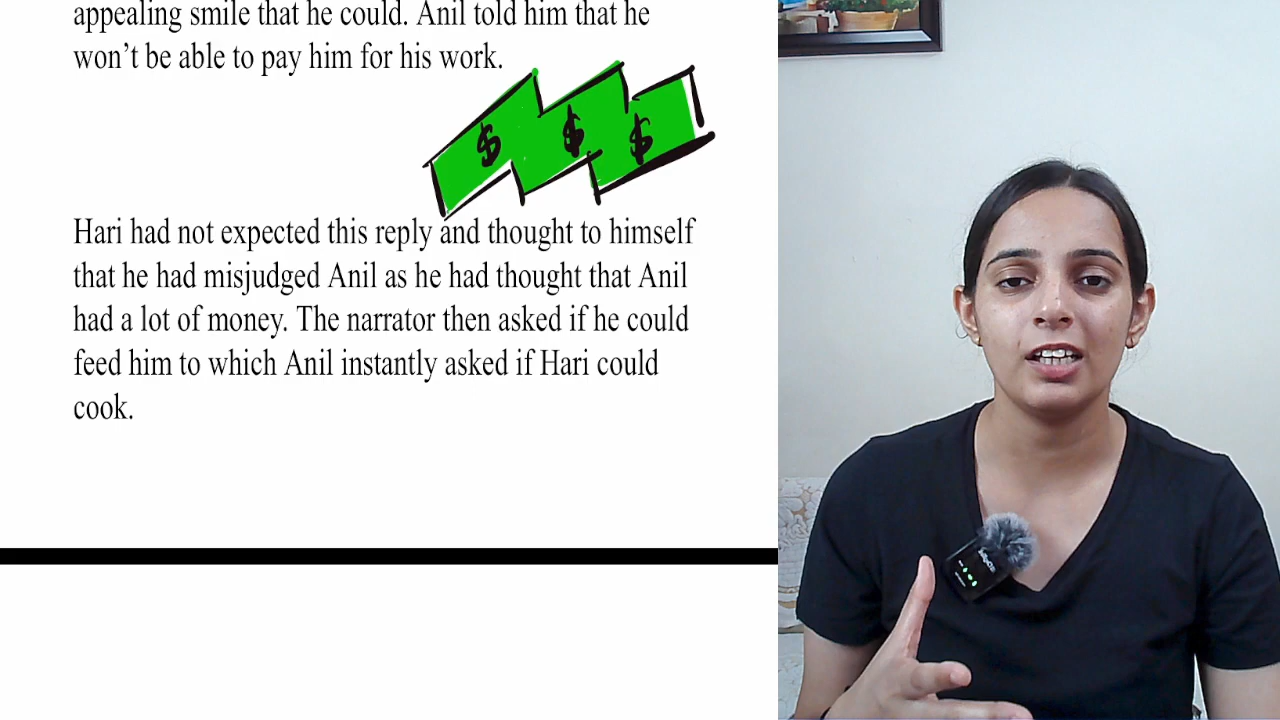 appealing smile that he could. Anil told him that he
won’t be able to pay him for his work.
$ $ $
Hari had not expected this reply and thought to himself
that he had misjudged Anil as he had thought that Anil
had a lot of money. The narrator then asked if he could
feed him to which Anil instantly asked if Hari could
cook.